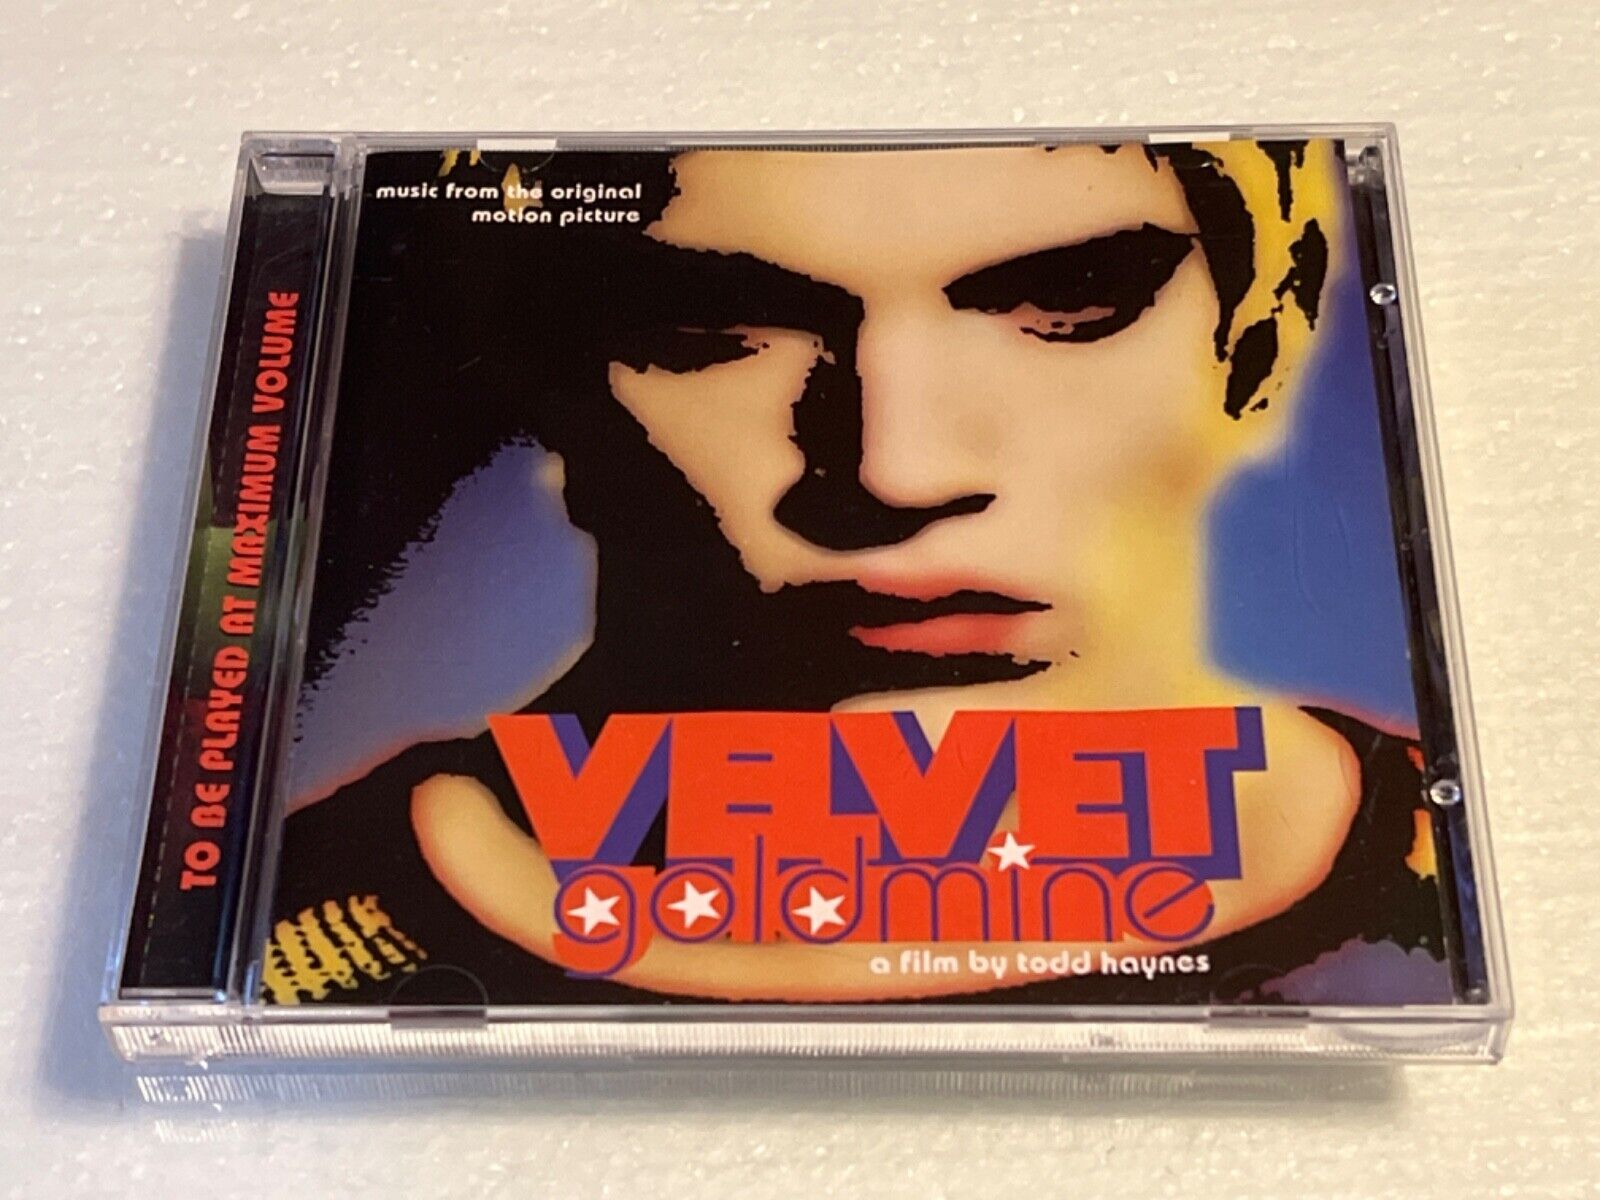 music from the original
motion picture
TO BE PLAYED AT MAXIMUM VOLUME
VELVET
goldmine
a film by todd haynes